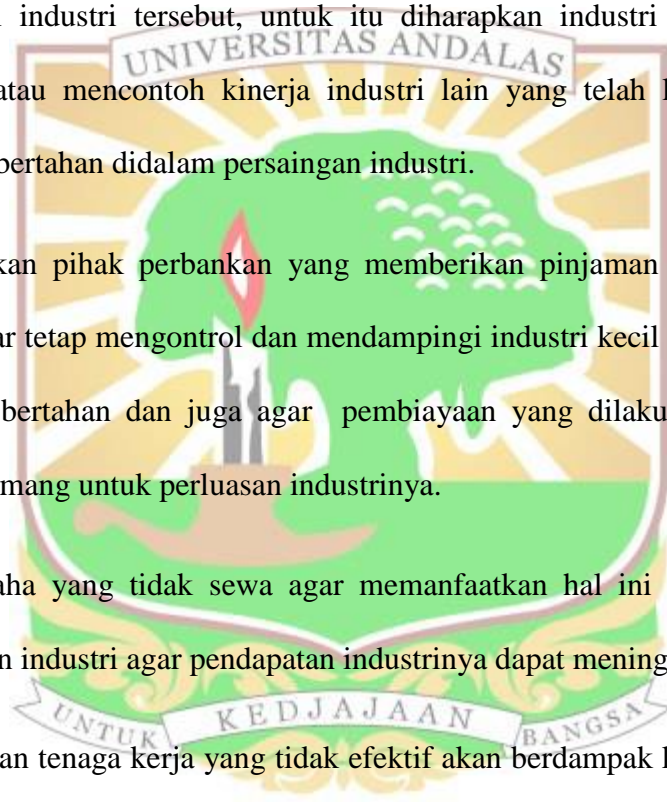 industri tersebut, untuk itu diharapkan industri
UNIVERSITAS ANDALAS
atau mencontoh kinerja industri lain yang telah
bertahan didalam persaingan industri.
kan pihak perbankan yang memberikan pinjaman
ar tetap mengontrol dan mendampingi industri kecil
bertahan dan juga agar pembiayaan yang dilaku
mang untuk perluasan industrinya.
aha yang tidak sewa agar memanfaatkan hal ini
n industri agar pendapatan industrinya dapat mening
UNTUK KEDJAJAAN BANGSA
an tenaga kerja yang tidak efektif akan berdampak